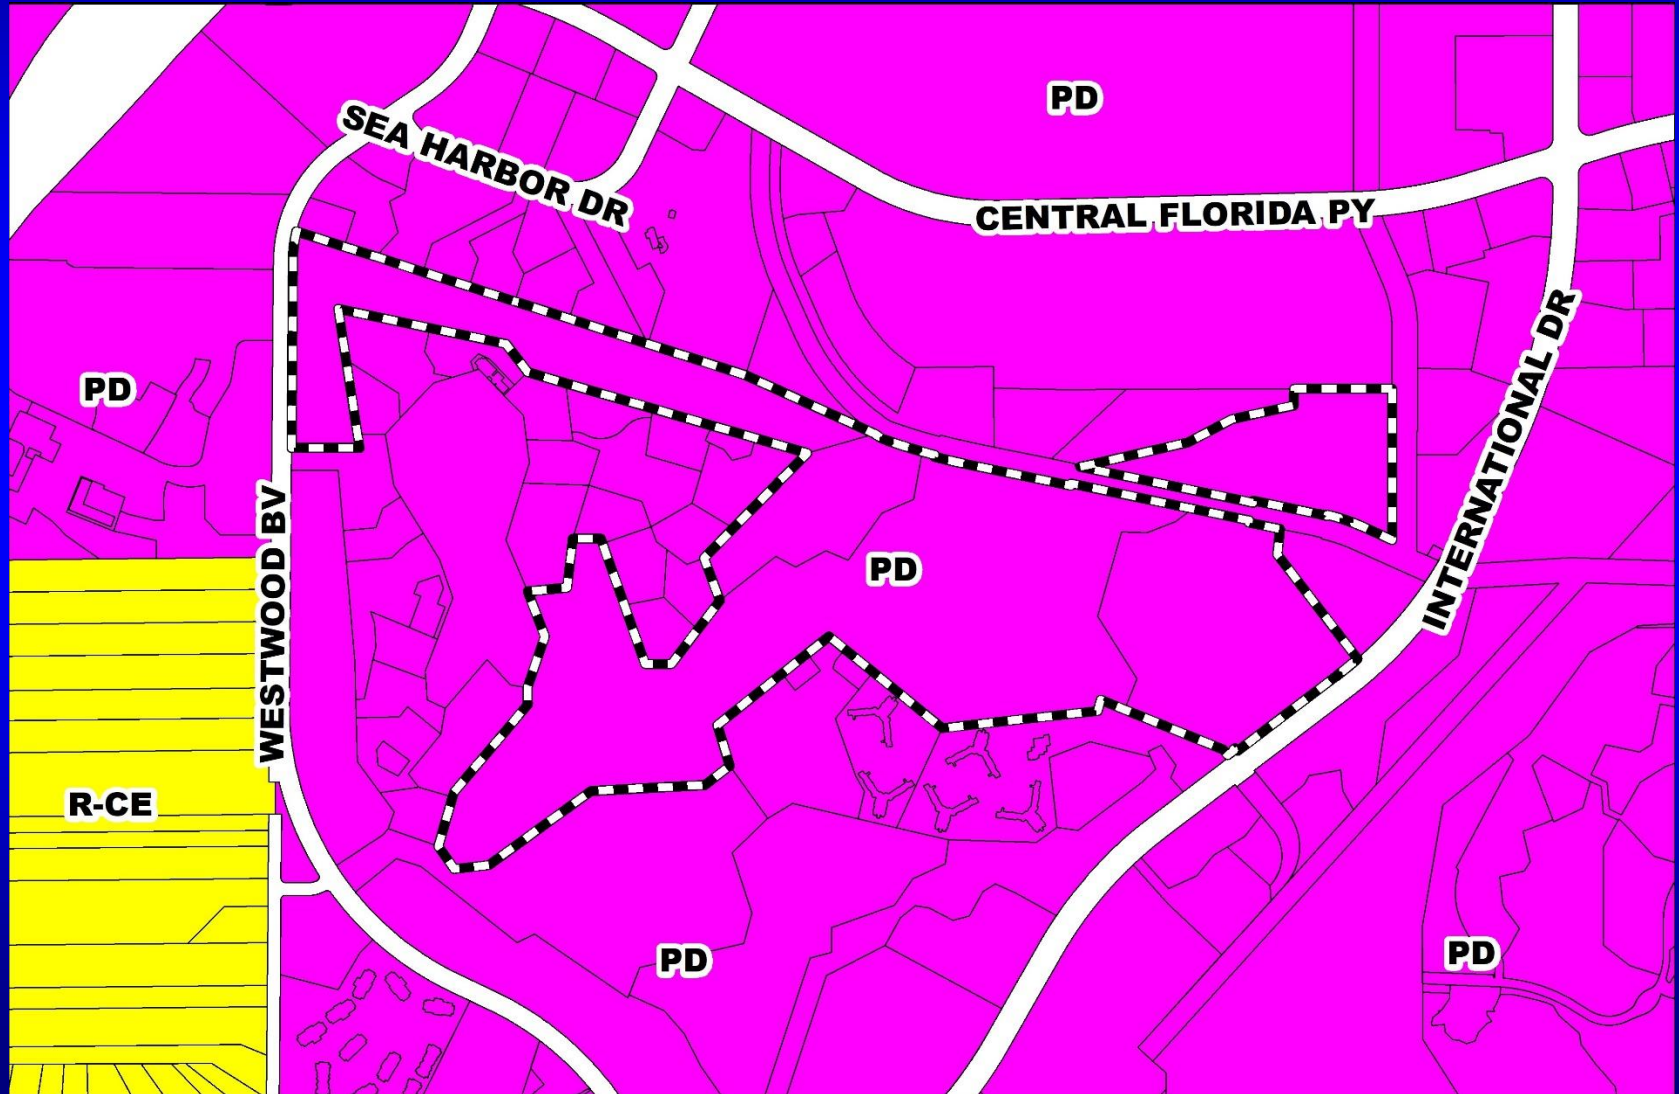 PD
SEA HARBOR DR
CENTRAL FLORIDA PY
PD
INTERNATIONAL DR
PD
WESTWOOD BV
R-CE
PD
PD